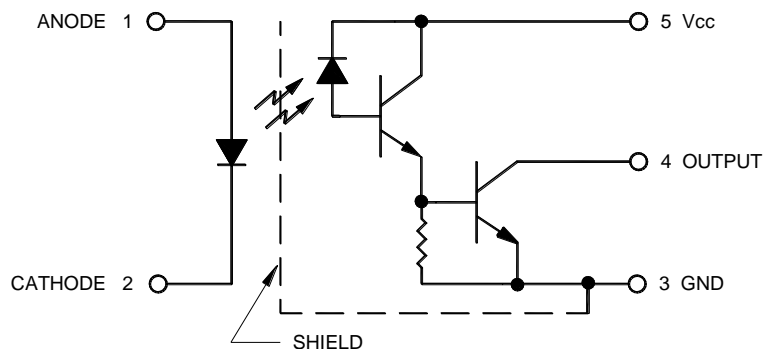 ANODE 1
5 Vcc
4 OUTPUT
CATHODE 2
3 GND
SHIELD